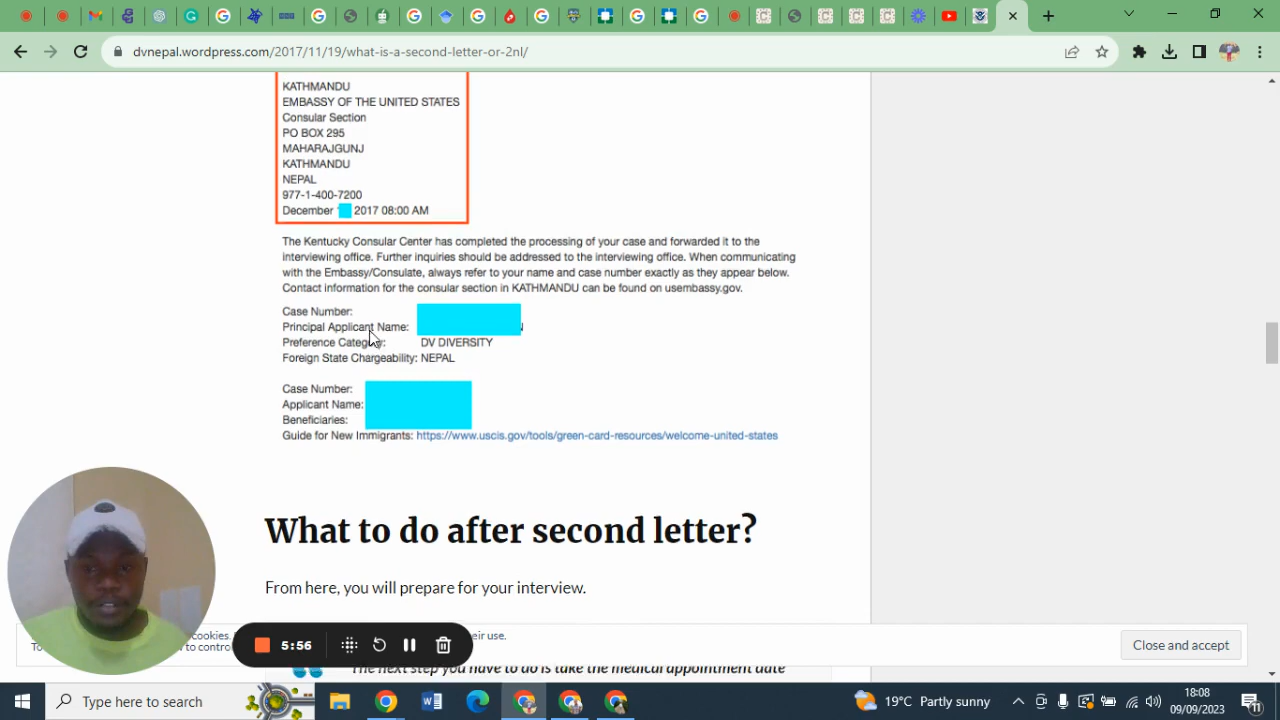 dvnepal.wordpress.com/2017/11/19/what-is-a-second-letter-or-2nl/
KATHMANDU
EMBASSY OF THE UNITED STATES
Consular Section
PO BOX 295
MAHARAJGUNJ
KATHMANDU
NEPAL
977-1-400-7200
December 2017 08:00 AM
The Kentucky Consular Center has completed the processing of your case and forwarded it to the
interviewing office. Further inquiries should be addressed to the interviewing office. When communicating
with the Embassy/Consulate, always refer to your name and case number exactly as they appear below.
Contact information for the consular section in KATHMANDU can be found on usembassy.gov.
Case Number:
Principal Applicant Name:
Preference Category: DV DIVERSITY
Foreign State Chargeability: NEPAL
Case Number:
Applicant Name:
Beneficiaries:
Guide for New Immigrants: https://www.uscis.gov/tools/green-card-resources/welcome-united-states
What to do after second letter?
From here, you will prepare for your interview.
cookies.
eir use.
To
to contro
Close and accept
5:56
The next step you have to do is take the medical appointment date
Type here to search
19°C Partly sunny
18:08
09/09/2023
11